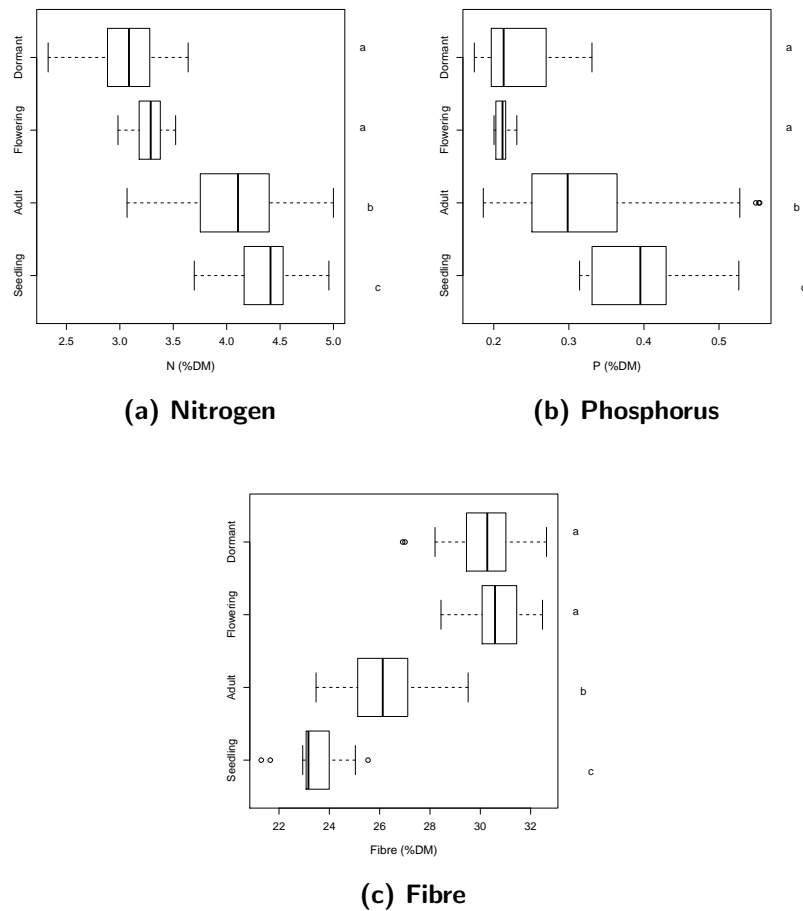 Dormant
Flowering
Adult
Seedling
a
a
b
c
2.5 3.0 3.5 4.0 4.5 5.0
N (%DM)
(a) Nitrogen
Dormant
Flowering
Adult
Seedling
a
a
b
0.2 0.3 0.4 0.5
P (%DM)
(b) Phosphorus
Dormant
Flowering
Adult
Seedling
a
a
b
c
22 24 26 28 30 32
Fibre (%DM)
(c) Fibre